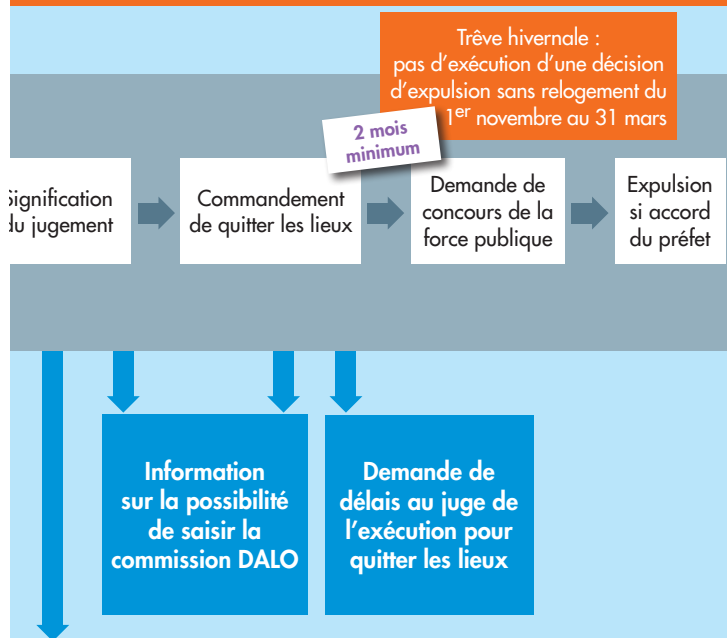 Trêve hivernale :
pas d'exécution d'une décision
d'expulsion sans relogement du
1er novembre au 31 mars
2 mois
minimum
Signification
du jugement
Commandement
de quitter les lieux
Demande de
concours de la
force publique
Expulsion
si accord
du préfet
Information
sur la possibilité
de saisir la
commission DALO
Demande de
délais au juge de
l'exécution pour
quitter les lieux